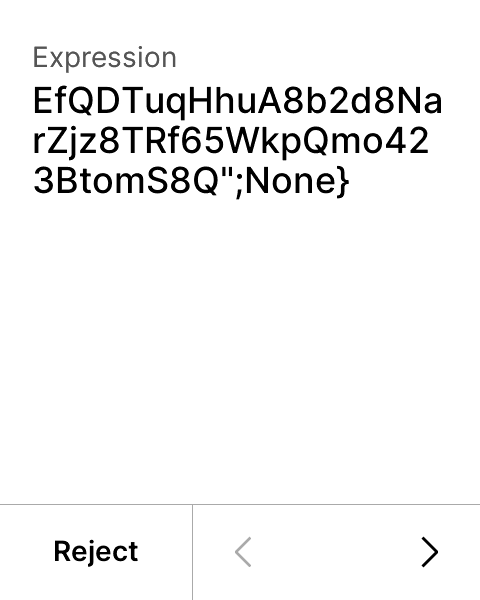 Expression
EfQDTuqHhuA8b2d8Na
rZjz8TRf65WkpQmo42
3BtomS8Q";None}
Reject